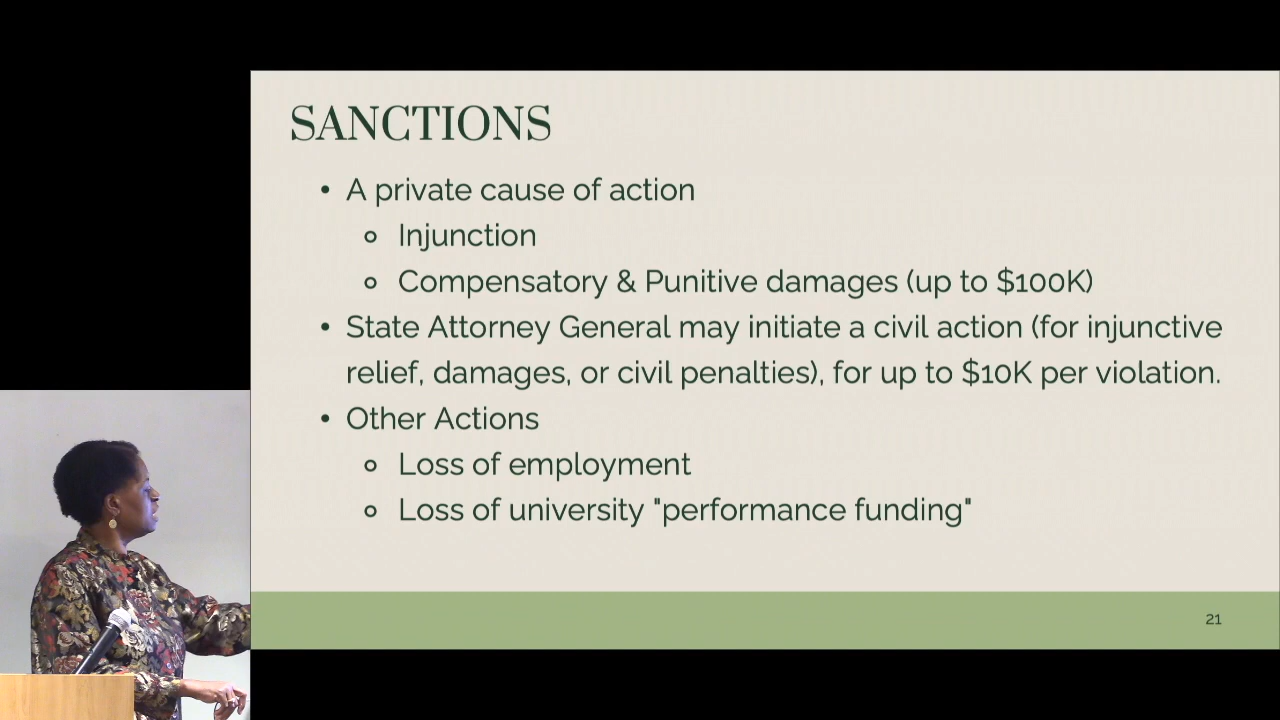 SANCTIONS
• A private cause of action
o Injunction
o Compensatory & Punitive damages (up to $100K)
• State Attorney General may initiate a civil action (for injunctive
relief, damages, or civil penalties), for up to $10K per violation.
• Other Actions
o Loss of employment
o Loss of university "performance funding"
21